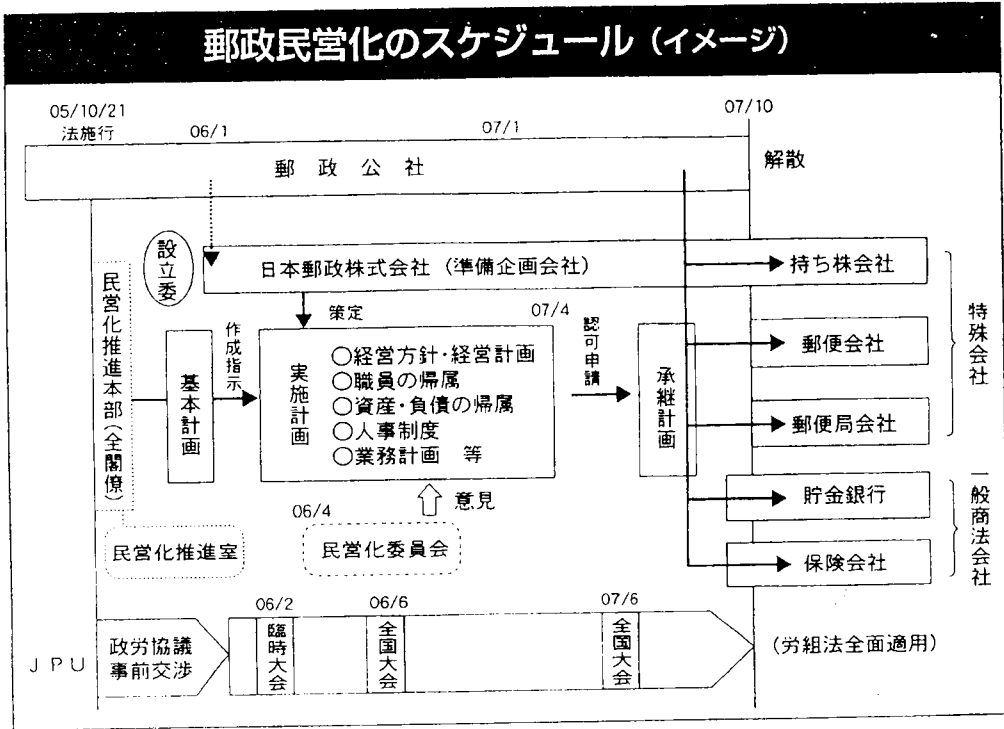 郵政民営化のスケジュール（イメージ）
05/10/21
法施行
06/1
07/1
07/10
郵政公社
解散
設立委
日本郵政株式会社（準備企画会社）
持ち株会社
民営化推進本部（全閣僚）
基本計画
作成指示
策定
07/4
実施計画
○経営方針・経営計画
○職員の帰属
○資産・負債の帰属
○人事制度
○業務計画　等
認可申請
承継計画
郵便会社
郵便局会社
特殊会社
貯金銀行
保険会社
一般商法会社
06/4
意見
民営化推進室
民営化委員会
06/2
06/6
07/6
JPU
政労協議
事前交渉
臨時大会
全国大会
全国大会
（労組法全面適用）